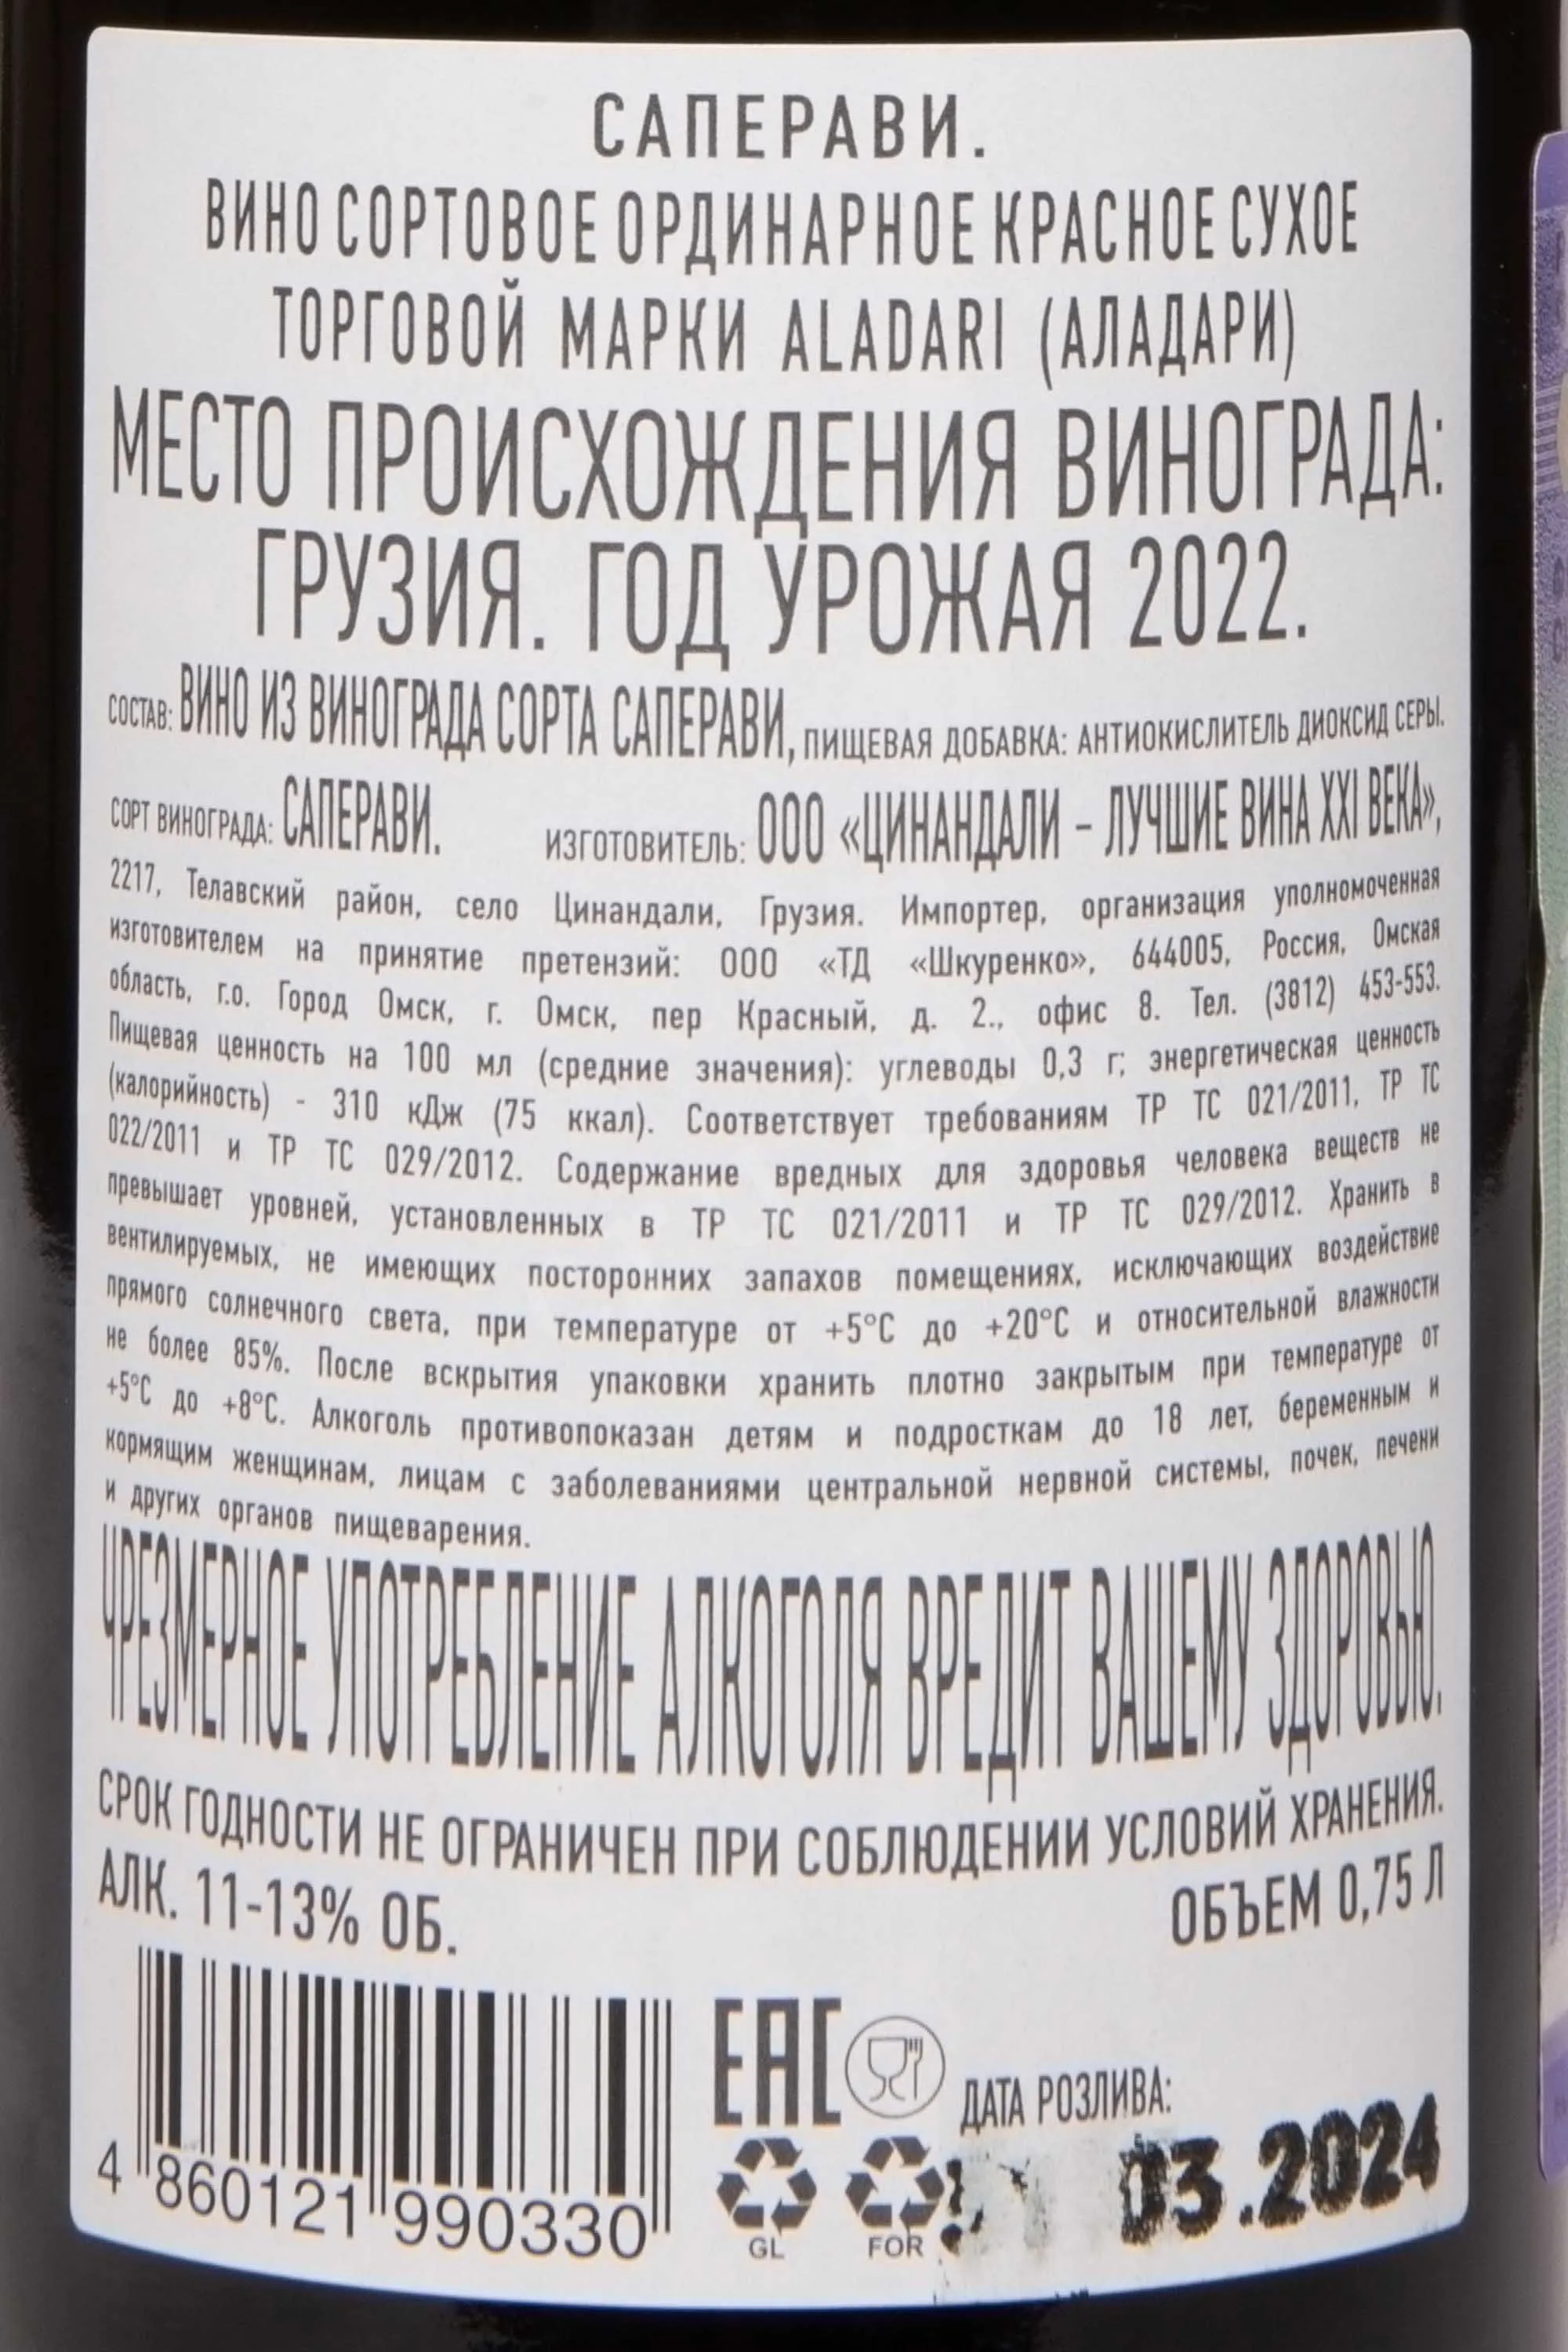 САПЕРАВИ.
ВИНО СОРТОВОЕ ОРДИНАРНОЕ КРАСНОЕ СУХОЕ
ТОРГОВОЙ МАРКИ ALADARI (АЛАДАРИ)
МЕСТО ПРОИСХОЖДЕНИЯ ВИНОГРАДА:
ГРУЗИЯ. ГОД УРОЖАЯ 2022.
СОСТАВ: ВИНО ИЗ ВИНОГРАДА СОРТА САПЕРАВИ, ПИЩЕВАЯ ДОБАВКА: АНТИОКИСЛИТЕЛЬ ДИОКСИД СЕРЫ.
СОРТ ВИНОГРАДА: САПЕРАВИ. ИЗГОТОВИТЕЛЬ: ООО «ЦИНАНДАЛИ – ЛУЧШИЕ ВИНА XXI ВЕКА»,
2217, Телавский район, село Цинандали, Грузия. Импортер, организация уполномоченная
изготовителем на принятие претензий: ООО «ТД «Шкуренко», 644005, Россия, Омская
область, г.о. Город Омск, г. Омск, пер Красный, д. 2., офис 8. Тел. (3812) 453-553.
Пищевая ценность на 100 мл (средние значения): углеводы 0,3 г; энергетическая ценность
(калорийность) - 310 кДж (75 ккал). Соответствует требованиям ТР ТС 021/2011, ТР ТС
022/2011 и ТР ТС 029/2012. Содержание вредных для здоровья человека веществ не
превышает уровней, установленных в ТР ТС 021/2011 и ТР ТС 029/2012. Хранить в
вентилируемых, не имеющих посторонних запахов помещениях, исключающих воздействие
прямого солнечного света, при температуре от +5°C до +20°C и относительной влажности
не более 85%. После вскрытия упаковки хранить плотно закрытым при температуре от
+5°C до +8°C. Алкоголь противопоказан детям и подросткам до 18 лет, беременным и
кормящим женщинам, лицам с заболеваниями центральной нервной системы, почек, печени
и других органов пищеварения.
ЧРЕЗМЕРНОЕ УПОТРЕБЛЕНИЕ АЛКОГОЛЯ ВРЕДИТ ВАШЕМУ ЗДОРОВЬЮ.
СРОК ГОДНОСТИ НЕ ОГРАНИЧЕН ПРИ СОБЛЮДЕНИИ УСЛОВИЙ ХРАНЕНИЯ.
АЛК. 11-13% ОБ. ОБЪЕМ 0,75 Л
EAC
ДАТА РОЗЛИВА:
03.2024
4 860121 990330
GL FOR